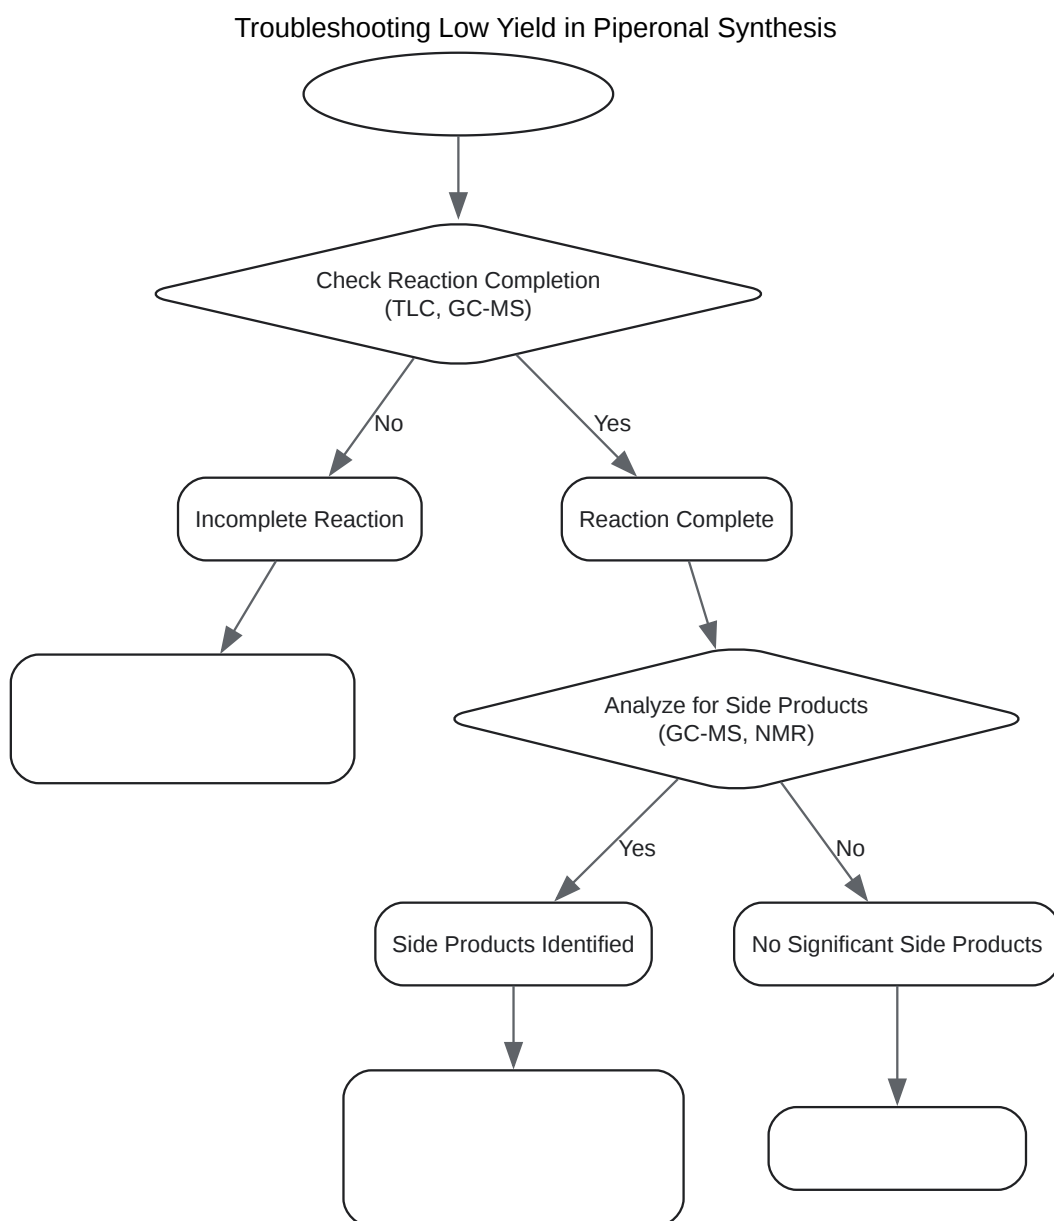 Troubleshooting Low Yield in Piperonal Synthesis
Check Reaction Completion
(TLC, GC-MS)
No
Yes
Incomplete Reaction
Reaction Complete
Analyze for Side Products
(GC-MS, NMR)
Yes
No
Side Products Identified
No Significant Side Products